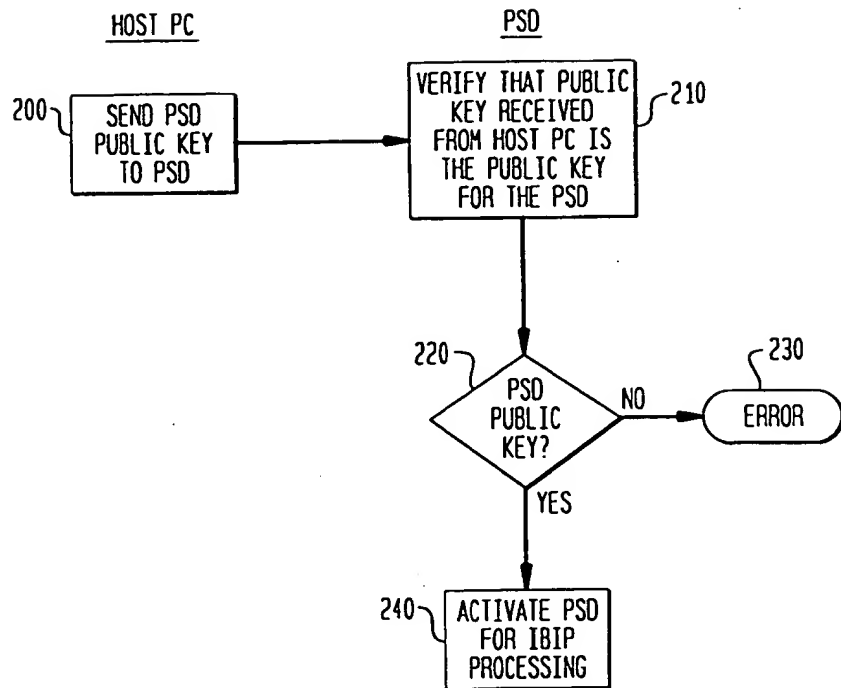 HOST PC
PSD
200
SEND PSD
PUBLIC KEY
TO PSD
VERIFY THAT PUBLIC
KEY RECEIVED
FROM HOST PC IS
THE PUBLIC KEY
FOR THE PSD
210
220
PSD
PUBLIC
KEY?
NO
230
ERROR
YES
240
ACTIVATE PSD
FOR IBIP
PROCESSING